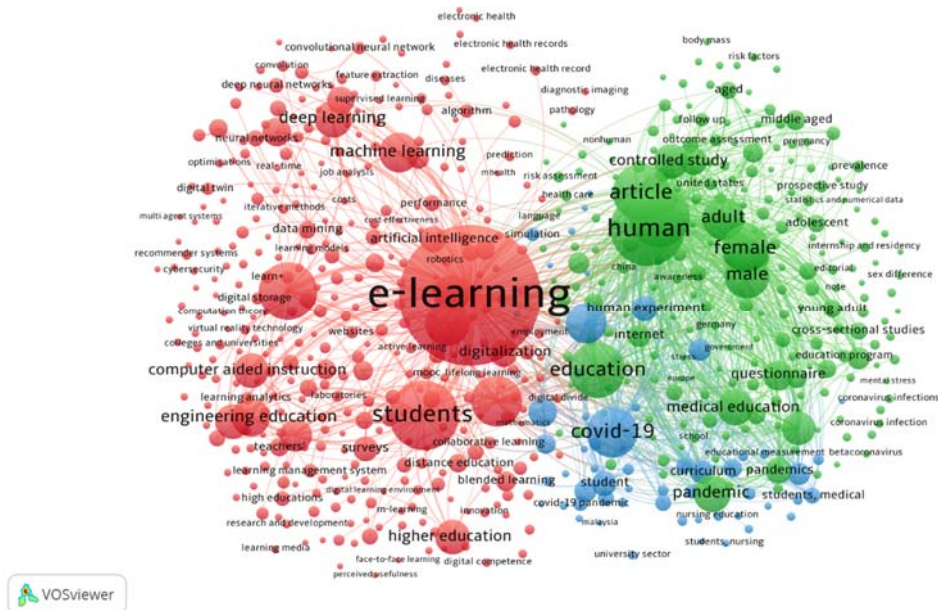 electronic health
convolutional neural network
electronic health records
body mass
risk factors
convolution
feature extraction
diseases
electronic health record
deep neural networks
supervised learning
diagnostic imaging
aged
deep learning
algorithm
pathology
follow up
middle aged
neural networks
nonhuman
outcome assessment
pregnancy
machine learning
prediction
controlled study
optimisations
real-time
job analysis
mhealth
risk assessment
united states
prevalence
digital twin
costs
performance
health care
article
prospective study
iterative methods
statistics and numerical data
multi agent systems
cost effectiveness
language
adult
adolescent
data mining
artificial intelligence
simulation
human
learning models
female
internship and residency
recommender systems
robotics
editorial
cybersecurity
learn+
china
awareness
male
sex difference
note
digital storage
e-learning
human experiment
young adult
computation theory
virtual reality technology
websites
employment
internet
germany
cross-sectional studies
colleges and universities
active learning
digitalization
government
stress
education program
computer aided instruction
mopc
lifelong learning
education
europe
questionnaire
mental stress
learning analytics
laboratories
digital divide
coronavirus infections
engineering education
students
mathematics
medical education
coronavirus infection
teachers'
surveys
collaborative learning
covid-19
school
educational measurement
betacoronavirus
learning management system
distance education
curriculum
pandemics
high educations
digital learning environment
blended learning
student
pandemic
students, medical
m-learning
innovation
covid-19 pandemic
research and development
higher education
malaysia
nursing education
learning media
university sector
students, nursing
face-to-face learning
digital competence
perceived usefulness
VOSviewer